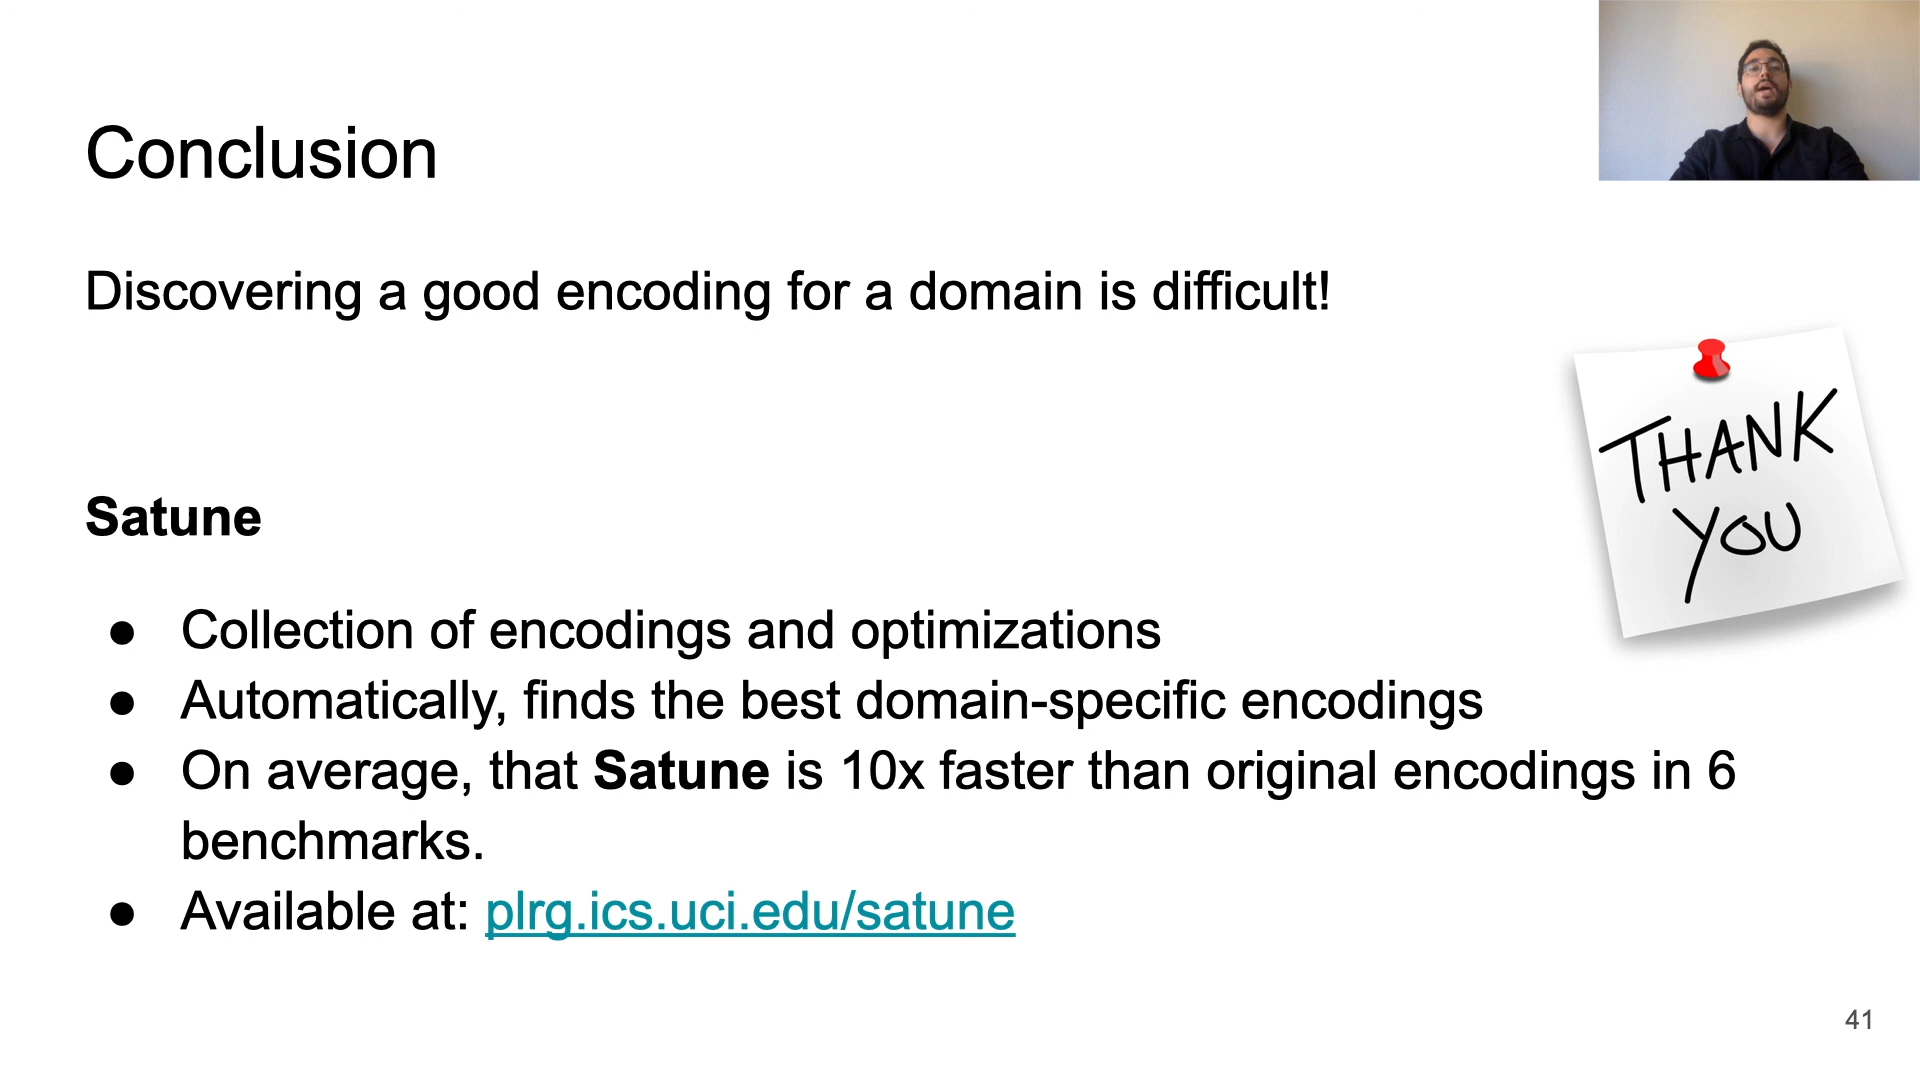 Conclusion
Discovering a good encoding for a domain is difficult!
THANK
YOU
Satune
● Collection of encodings and optimizations
● Automatically, finds the best domain-specific encodings
● On average, that Satune is 10x faster than original encodings in 6
benchmarks.
● Available at: plrg.ics.uci.edu/satune
41